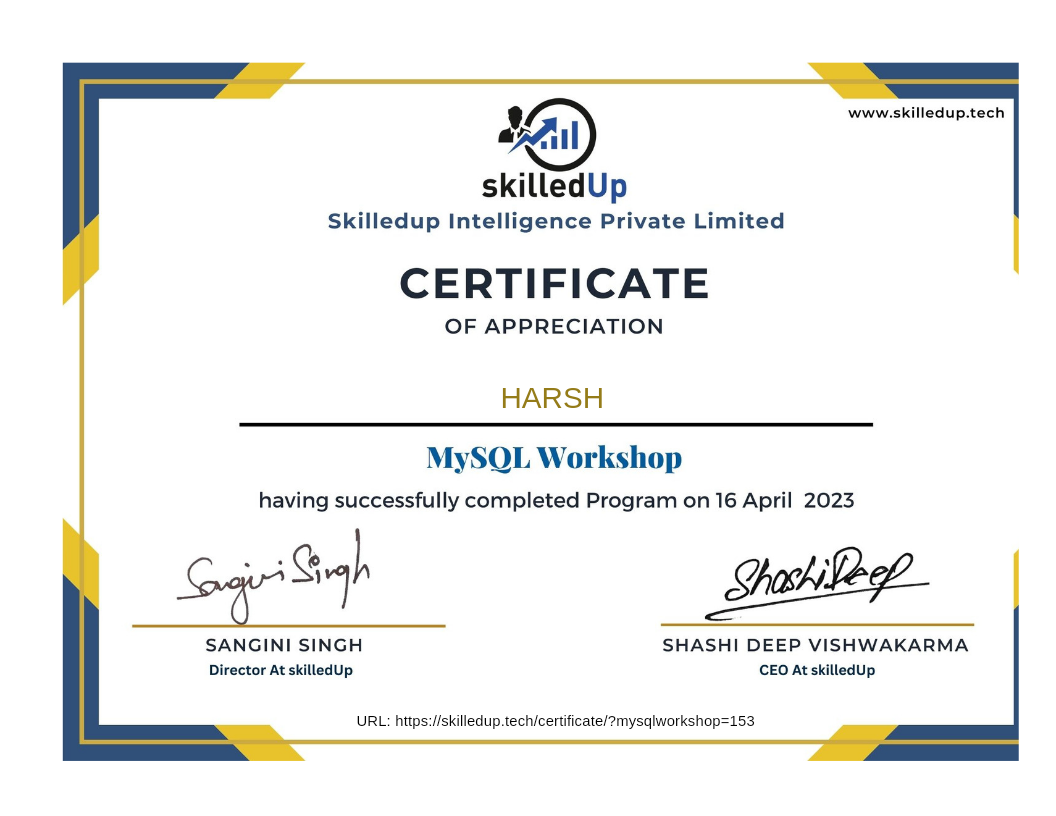 www.skilledup.tech
skilledUp
Skilledup Intelligence Private Limited
CERTIFICATE
OF APPRECIATION
HARSH
MySQL Workshop
having successfully completed Program on 16 April 2023
Sangini Singh
Shashi Deep
SANGINI SINGH
SHASHI DEEP VISHWAKARMA
Director At skilledUp
CEO At skilledUp
URL: https://skilledup.tech/certificate/?mysqlworkshop=153